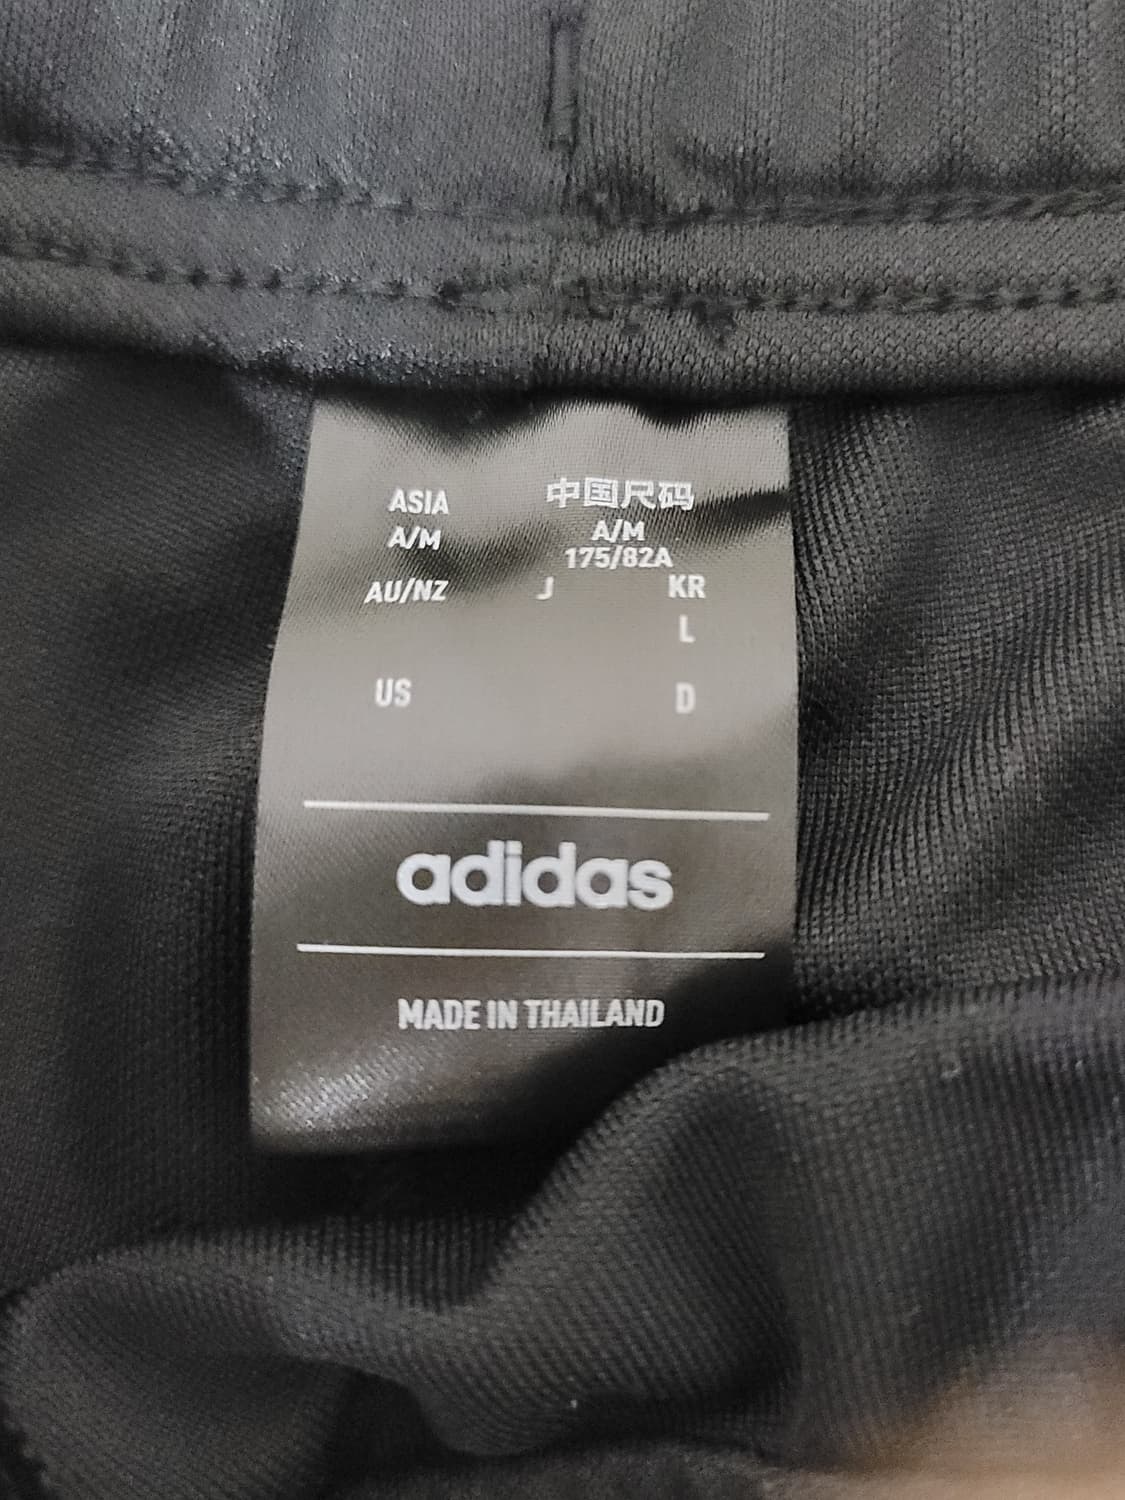 ASIA 中国尺码
A/M A/M
175/82A
AU/NZ J KR
L
US D
adidas
MADE IN THAILAND